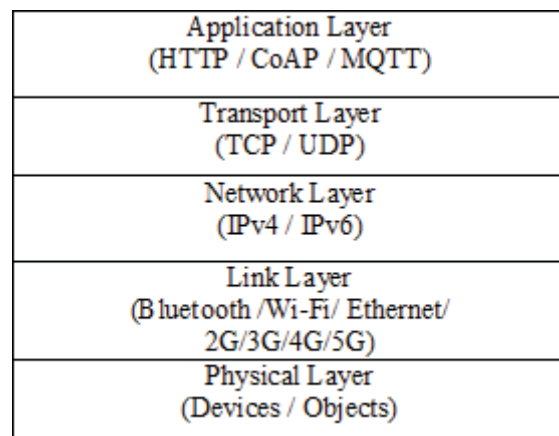 Application Layer
(HTTP / CoAP / MQTT)
Transport Layer
(TCP / UDP)
Network Layer
(IPv4 / IPv6)
Link Layer
(Bluetooth /Wi-Fi/ Ethernet/
2G/3G/4G/5G)
Physical Layer
(Devices / Objects)